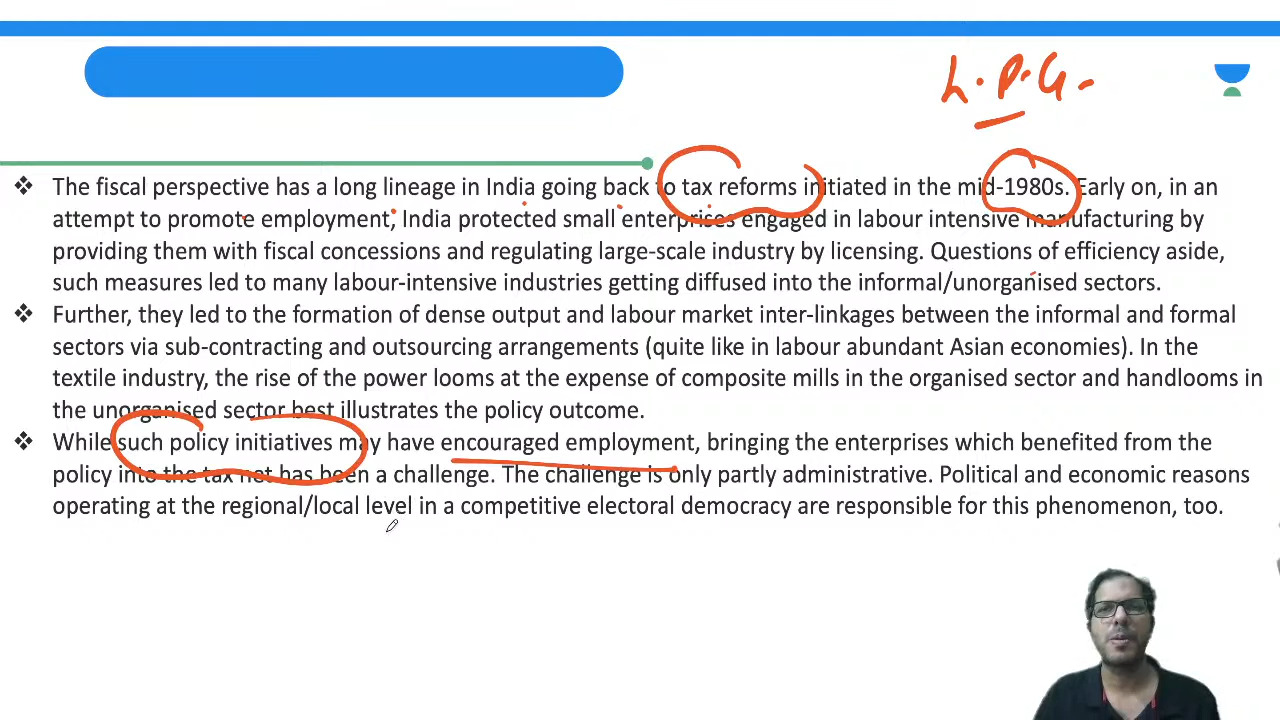 L.P.G.
❖ The fiscal perspective has a long lineage in India going back to tax reforms initiated in the mid-1980s. Early on, in an
attempt to promote employment, India protected small enterprises engaged in labour intensive manufacturing by
providing them with fiscal concessions and regulating large-scale industry by licensing. Questions of efficiency aside,
such measures led to many labour-intensive industries getting diffused into the informal/unorganised sectors.
❖ Further, they led to the formation of dense output and labour market inter-linkages between the informal and formal
sectors via sub-contracting and outsourcing arrangements (quite like in labour abundant Asian economies). In the
textile industry, the rise of the power looms at the expense of composite mills in the organised sector and handlooms in
the unorganised sector best illustrates the policy outcome.
❖ While such policy initiatives may have encouraged employment, bringing the enterprises which benefited from the
policy into the tax net has been a challenge. The challenge is only partly administrative. Political and economic reasons
operating at the regional/local level in a competitive electoral democracy are responsible for this phenomenon, too.